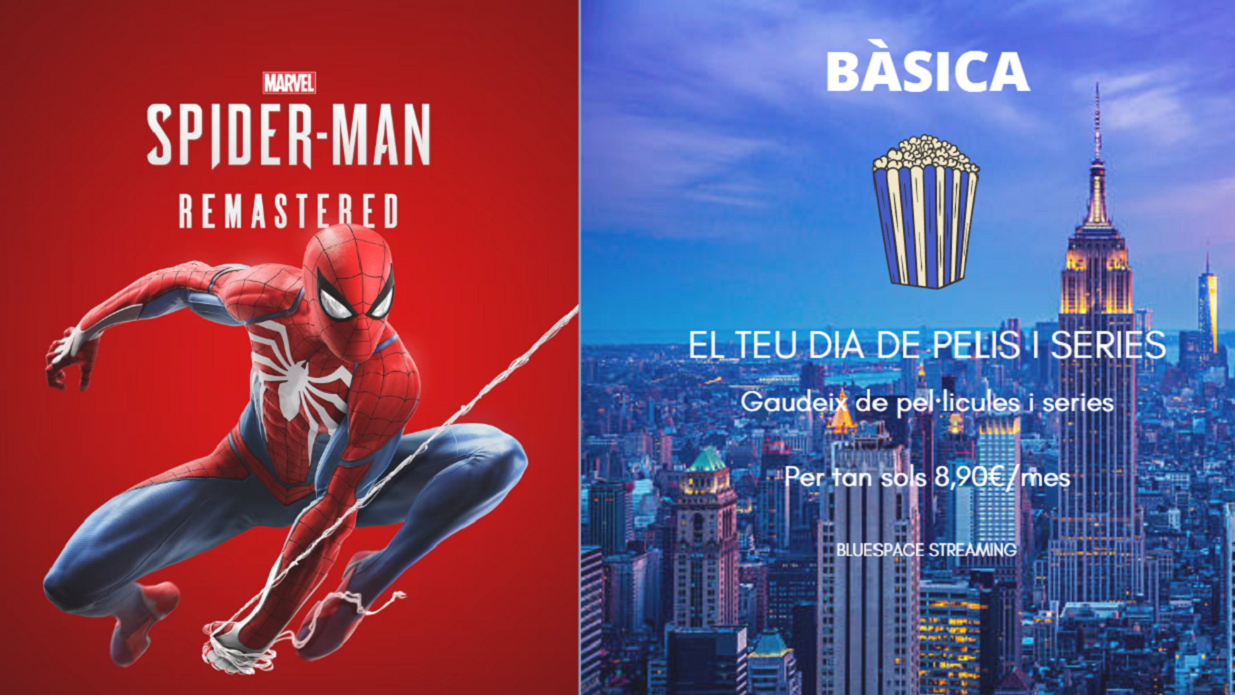 MARVEL
SPIDER-MAN
REMASTERED
BÀSICA
EL TEU DIA DE PELIS I SERIES
Gaudeix de pel·licules i series
Per tan sols 8,90€/mes
BLUESPACE STREAMING